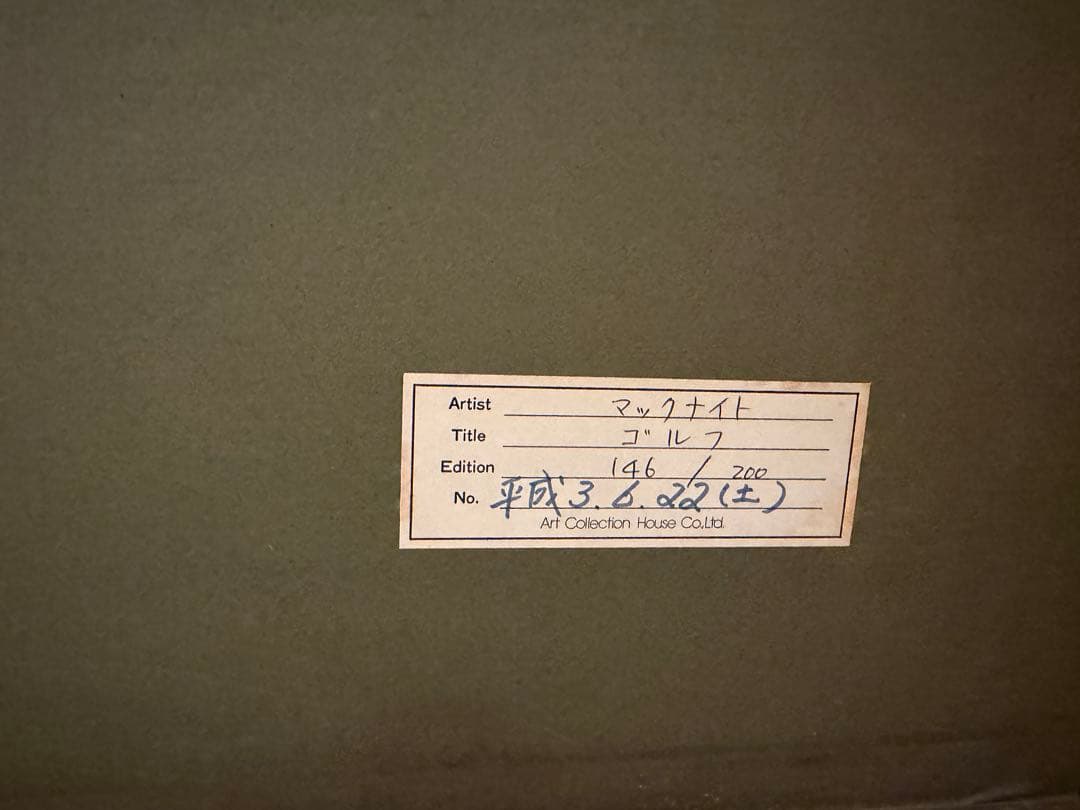 Artist マックナイト
Title ゴルフ
Edition 146 / 200
No. 平成3.6.22(土)
Art Collection House Co,Ltd.